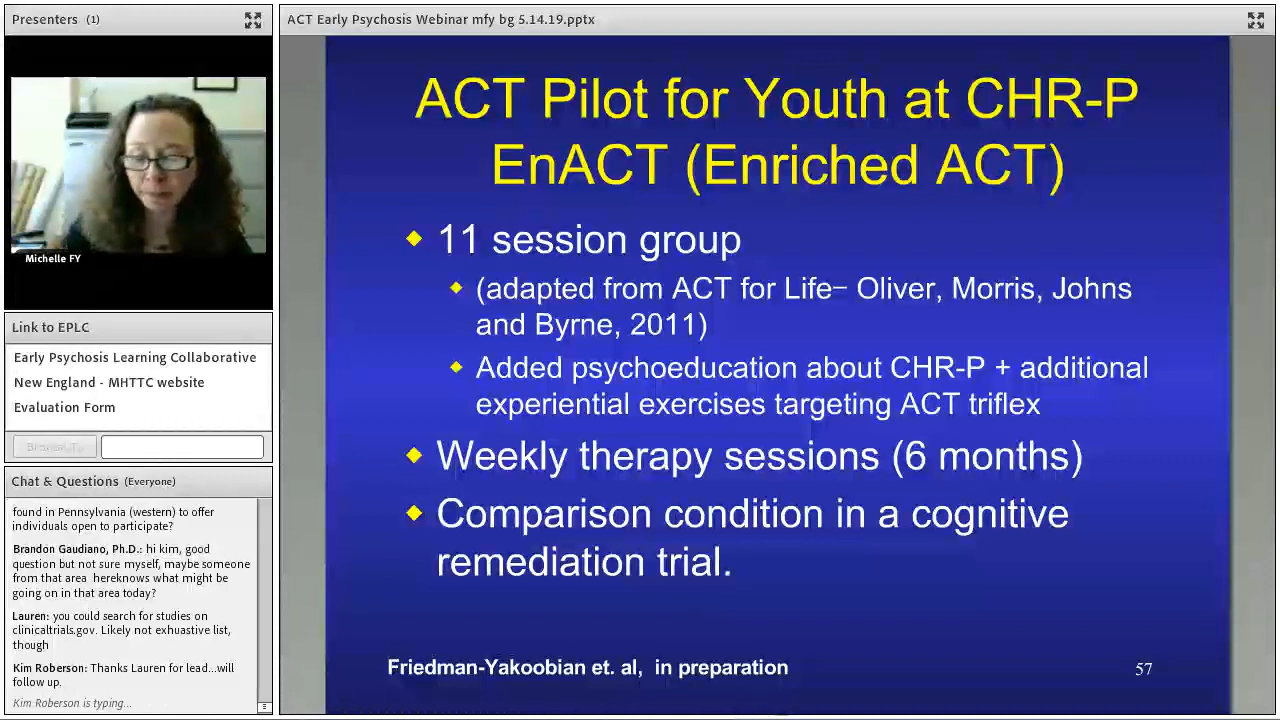 Presenters (1)
Michelle FY
Link to EPLC
Early Psychosis Learning Collaborative
New England - MHTTC website
Evaluation Form
Browse To
Chat & Questions (Everyone)
found in Pennsylvania (western) to offer
individuals open to participate?
Brandon Gaudiano, Ph.D.: hi kim, good
question but not sure myself, maybe someone
from that area hereknows what might be
going on in that area today?
Lauren: you could search for studies on
clinicaltrials.gov. Likely not exhuastive list,
though
Kim Roberson: Thanks Lauren for lead...will
follow up.
Kim Roberson is typing...
ACT Early Psychosis Webinar mfy bg 5.14.19.pptx
ACT Pilot for Youth at CHR-P
EnACT (Enriched ACT)
11 session group
(adapted from ACT for Life– Oliver, Morris, Johns
and Byrne, 2011)
Added psychoeducation about CHR-P + additional
experiential exercises targeting ACT triflex
Weekly therapy sessions (6 months)
Comparison condition in a cognitive
remediation trial.
Friedman-Yakoobian et. al, in preparation
57